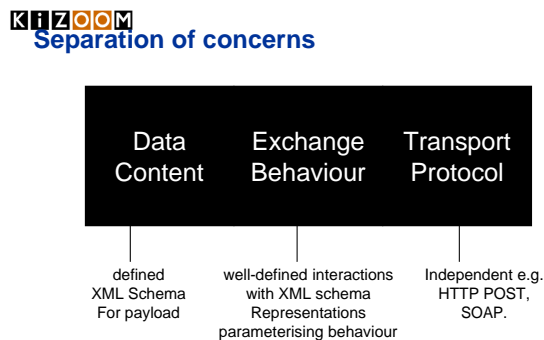 KiZOOM
Separation of concerns
Data
Content
Exchange
Behaviour
Transport
Protocol
defined
XML Schema
For payload
well-defined interactions
with XML schema
Representations
parameterising behaviour
Independent e.g.
HTTP POST,
SOAP.